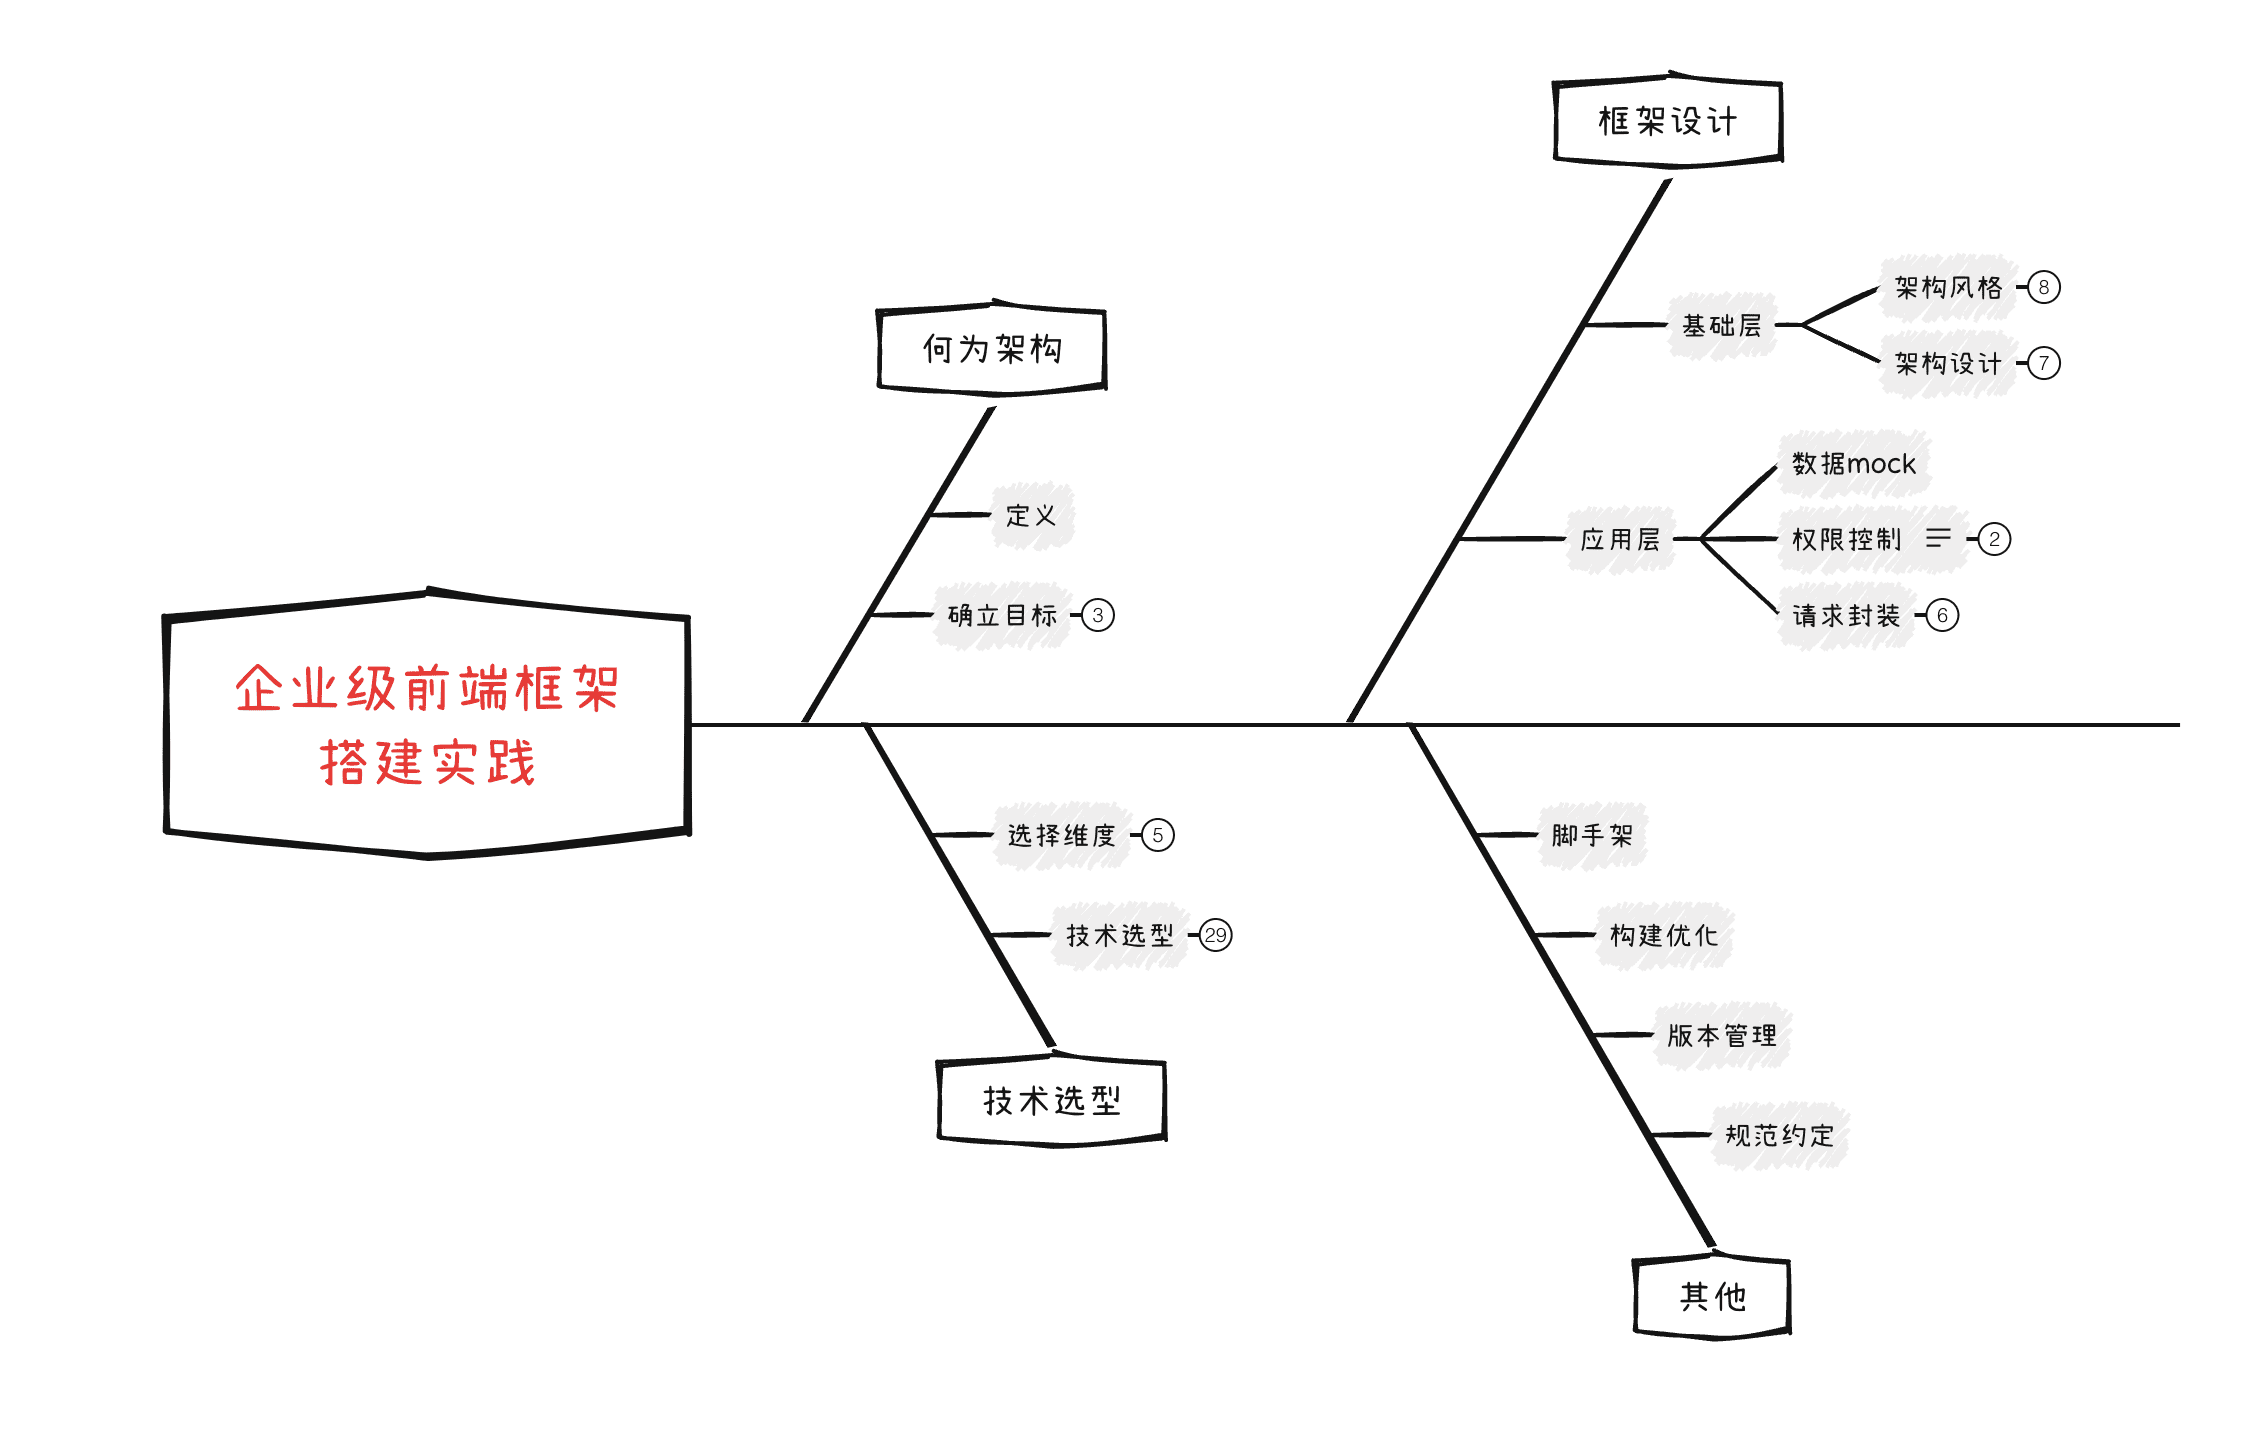 企业级前端框架
搭建实践
何为架构
定义
确立目标
3
技术选型
选择维度
5
技术选型
29
框架设计
基础层
架构风格
8
架构设计
7
应用层
数据mock
权限控制
2
请求封装
6
其他
脚手架
构建优化
版本管理
规范约定